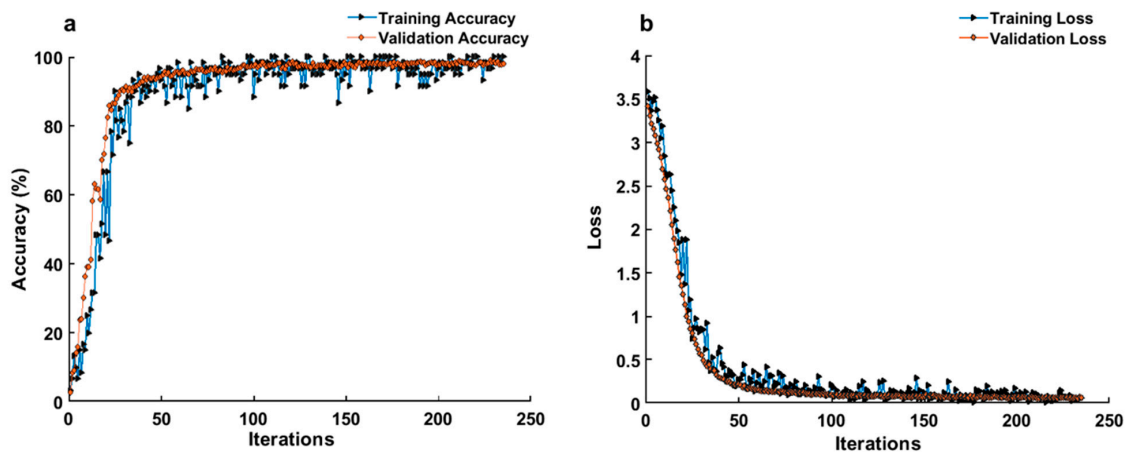 a
Training Accuracy
Validation Accuracy
100
80
60
40
20
0
Accuracy (%)
0 50 100 150 200 250
Iterations
b
Training Loss
Validation Loss
4
3.5
3
2.5
2
1.5
1
0.5
0
Loss
0 50 100 150 200 250
Iterations